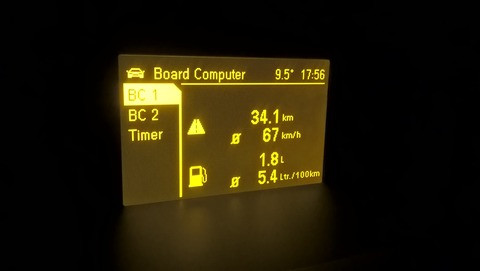 Board Computer 9.5° 17:56
BC 1
BC 2
Timer
34.1 km
Ø 67 km/h
1.8 L
Ø 5.4 Ltr./100km